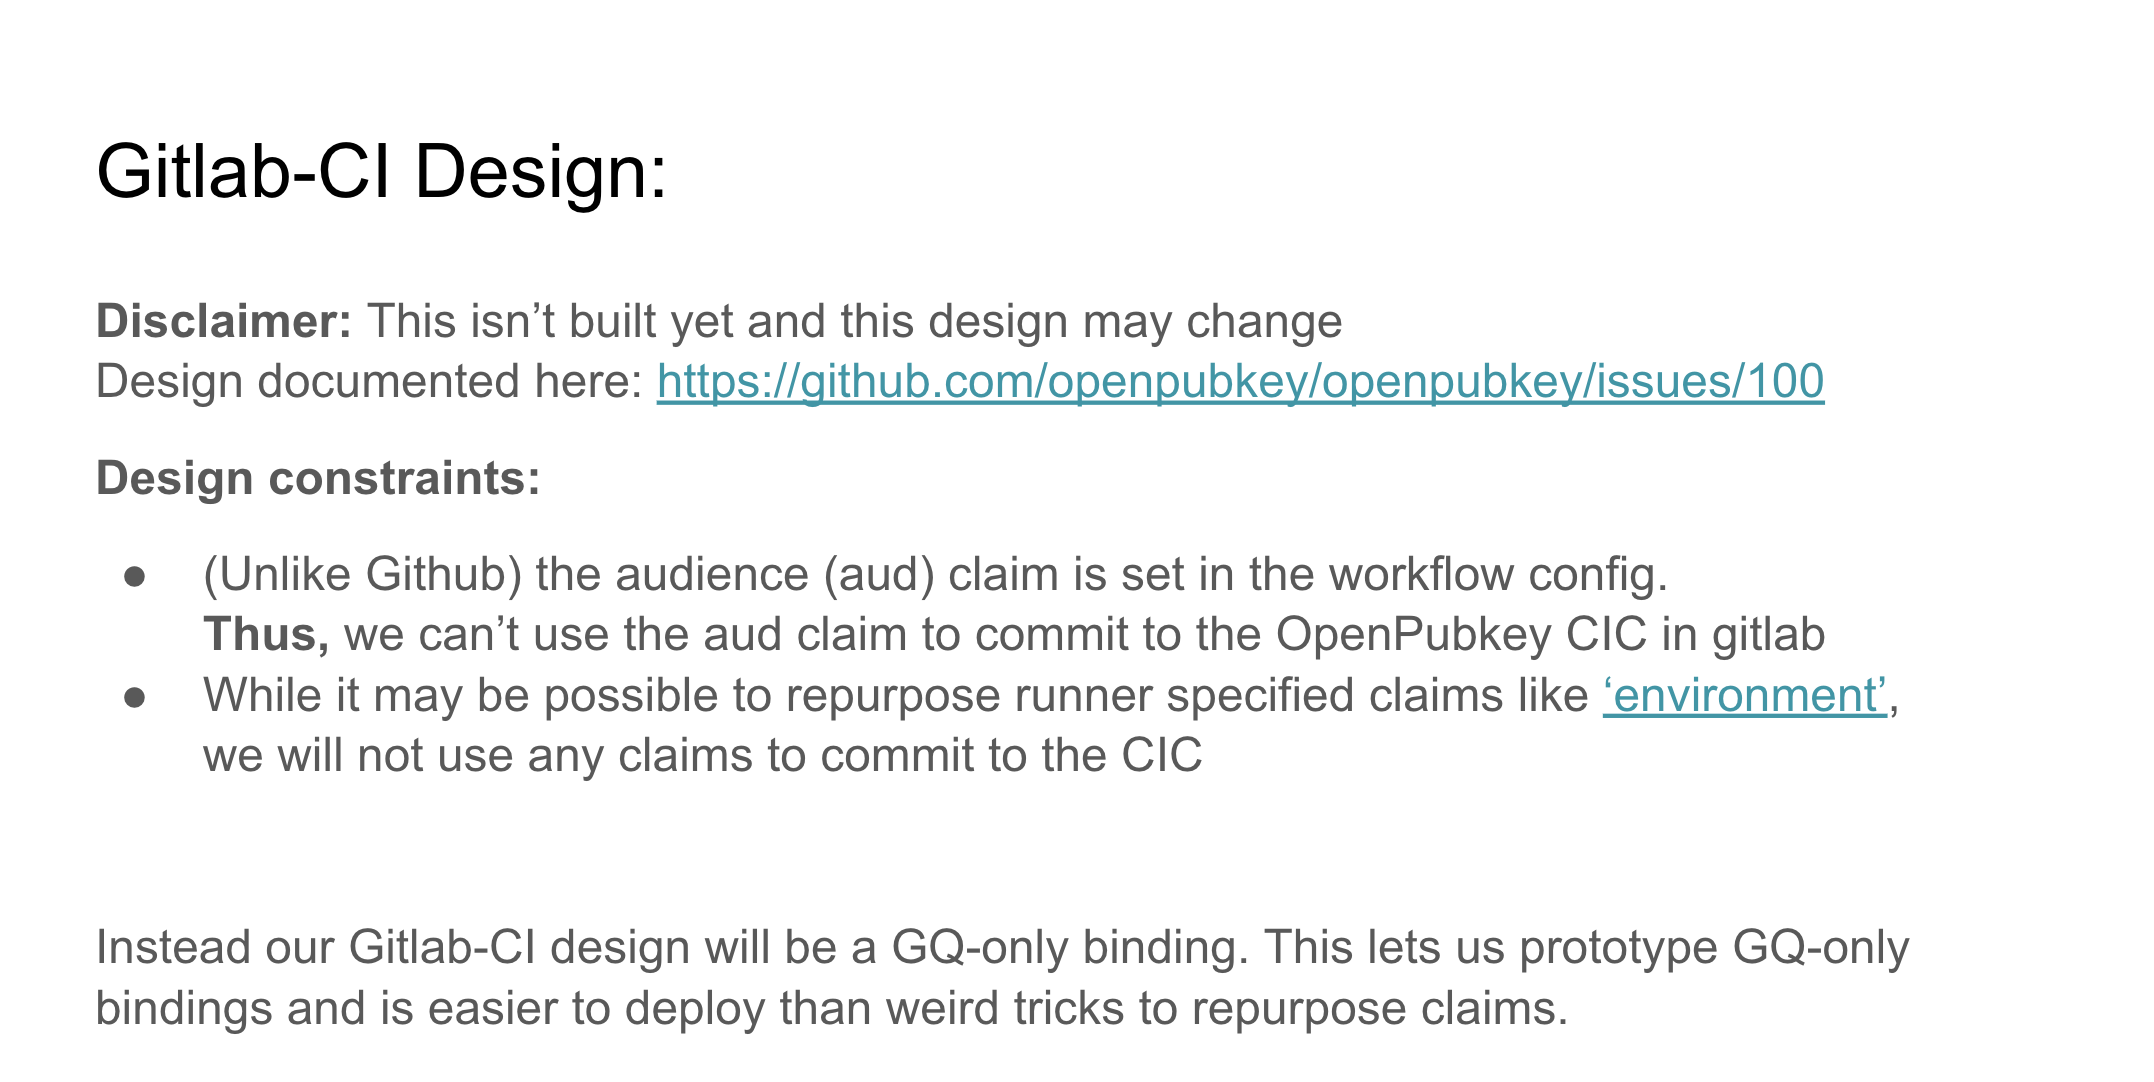 Gitlab-CI Design:
Disclaimer: This isn’t built yet and this design may change
Design documented here: https://github.com/openpubkey/openpubkey/issues/100
Design constraints:
● (Unlike Github) the audience (aud) claim is set in the workflow config.
Thus, we can’t use the aud claim to commit to the OpenPubkey CIC in gitlab
● While it may be possible to repurpose runner specified claims like ‘environment’,
we will not use any claims to commit to the CIC
Instead our Gitlab-CI design will be a GQ-only binding. This lets us prototype GQ-only
bindings and is easier to deploy than weird tricks to repurpose claims.